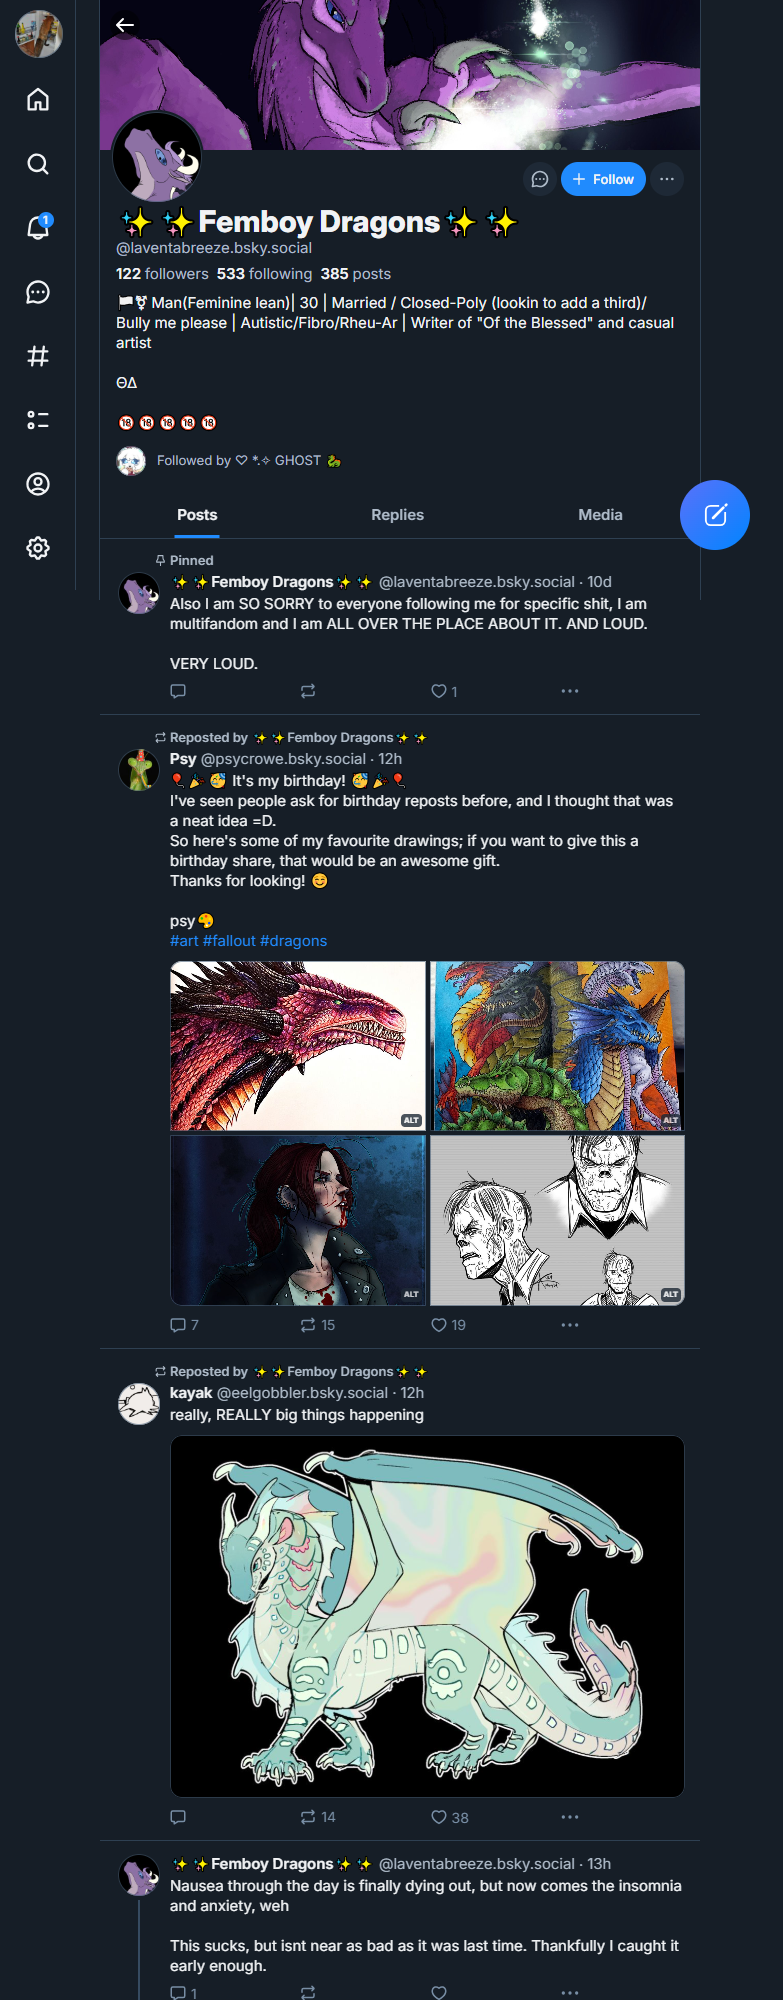 1
Follow
✨✨Femboy Dragons✨✨
@laventabreeze.bsky.social
122 followers 533 following 385 posts
🏳️‍⚧️ Man(Feminine lean)| 30 | Married / Closed-Poly (lookin to add a third)/
Bully me please | Autistic/Fibro/Rheu-Ar | Writer of "Of the Blessed" and casual
artist
ΘΔ
🔞🔞🔞🔞🔞
Followed by ♡ *.✧ GHOST 🐉
Posts Replies Media
Pinned
✨✨Femboy Dragons✨✨ @laventabreeze.bsky.social · 10d
Also I am SO SORRY to everyone following me for specific shit, I am
multifandom and I am ALL OVER THE PLACE ABOUT IT. AND LOUD.
VERY LOUD.
1
Reposted by ✨✨Femboy Dragons✨✨
Psy @psycrowe.bsky.social · 12h
🎈🎉🥳 It's my birthday! 🥳🎉🎈
I've seen people ask for birthday reposts before, and I thought that was
a neat idea =D.
So here's some of my favourite drawings; if you want to give this a
birthday share, that would be an awesome gift.
Thanks for looking! 😊
psy🎨
#art #fallout #dragons
ALT
ALT
ALT
ALT
7 15 19
Reposted by ✨✨Femboy Dragons✨✨
kayak @eelgobbler.bsky.social · 12h
really, REALLY big things happening
14 38
✨✨Femboy Dragons✨✨ @laventabreeze.bsky.social · 13h
Nausea through the day is finally dying out, but now comes the insomnia
and anxiety, weh
This sucks, but isnt near as bad as it was last time. Thankfully I caught it
early enough.
1